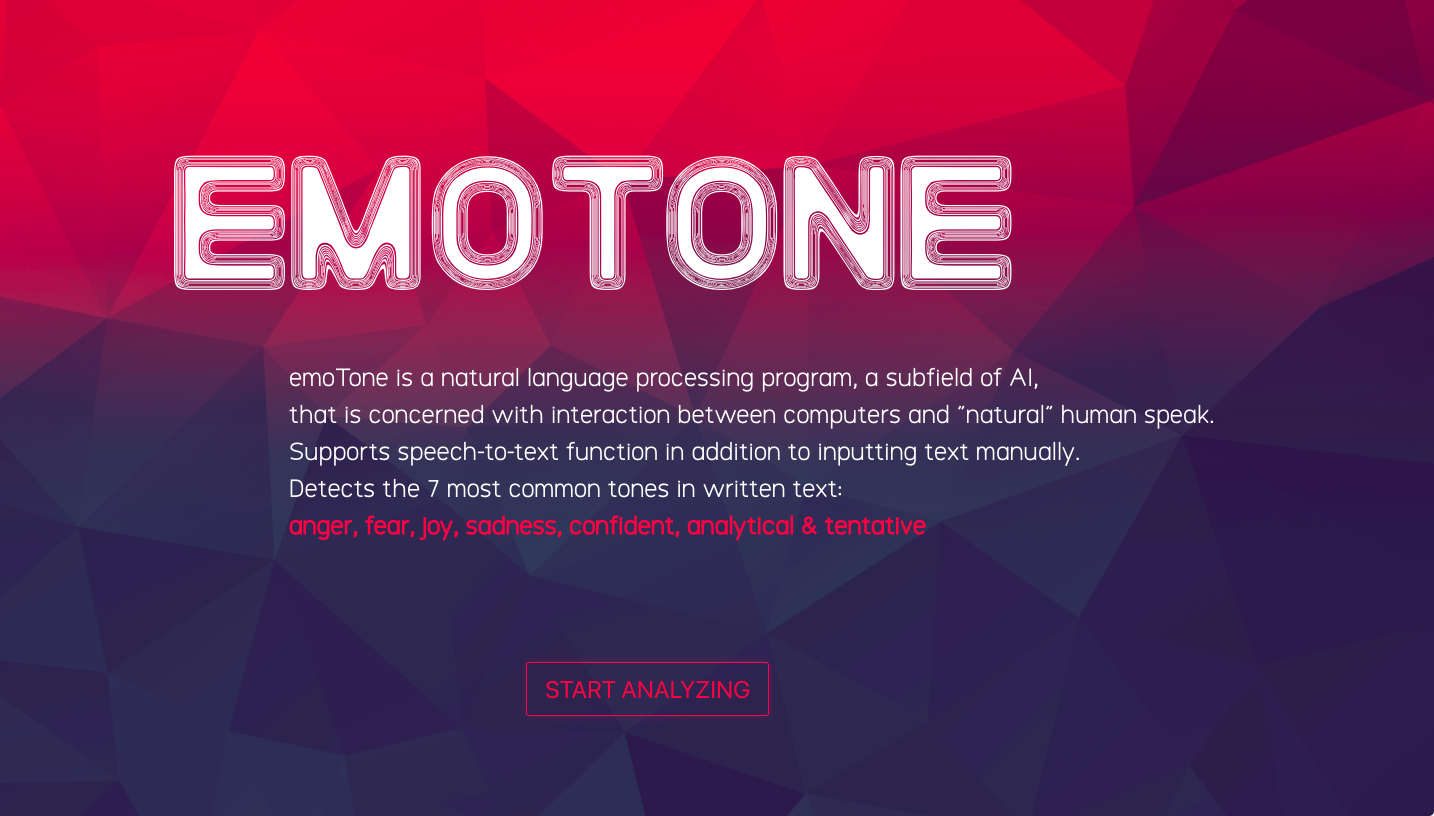 EMOTONE
emoTone is a natural language processing program, a subfield of AI,
that is concerned with interaction between computers and "natural" human speak.
Supports speech-to-text function in addition to inputting text manually.
Detects the 7 most common tones in written text:
anger, fear, joy, sadness, confident, analytical & tentative
START ANALYZING